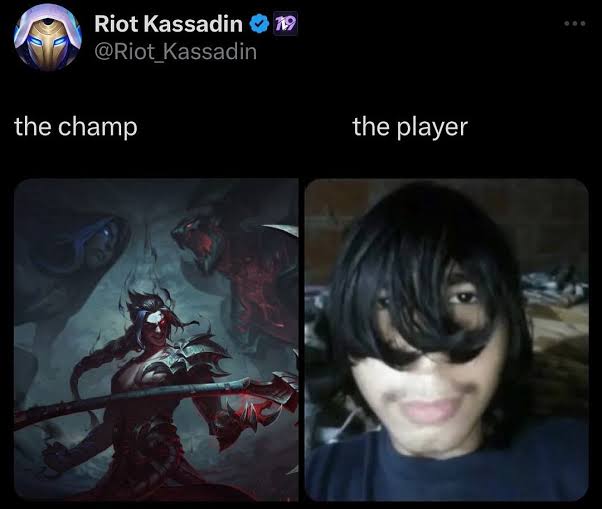 Riot Kassadin
@Riot_Kassadin
the champ
the player